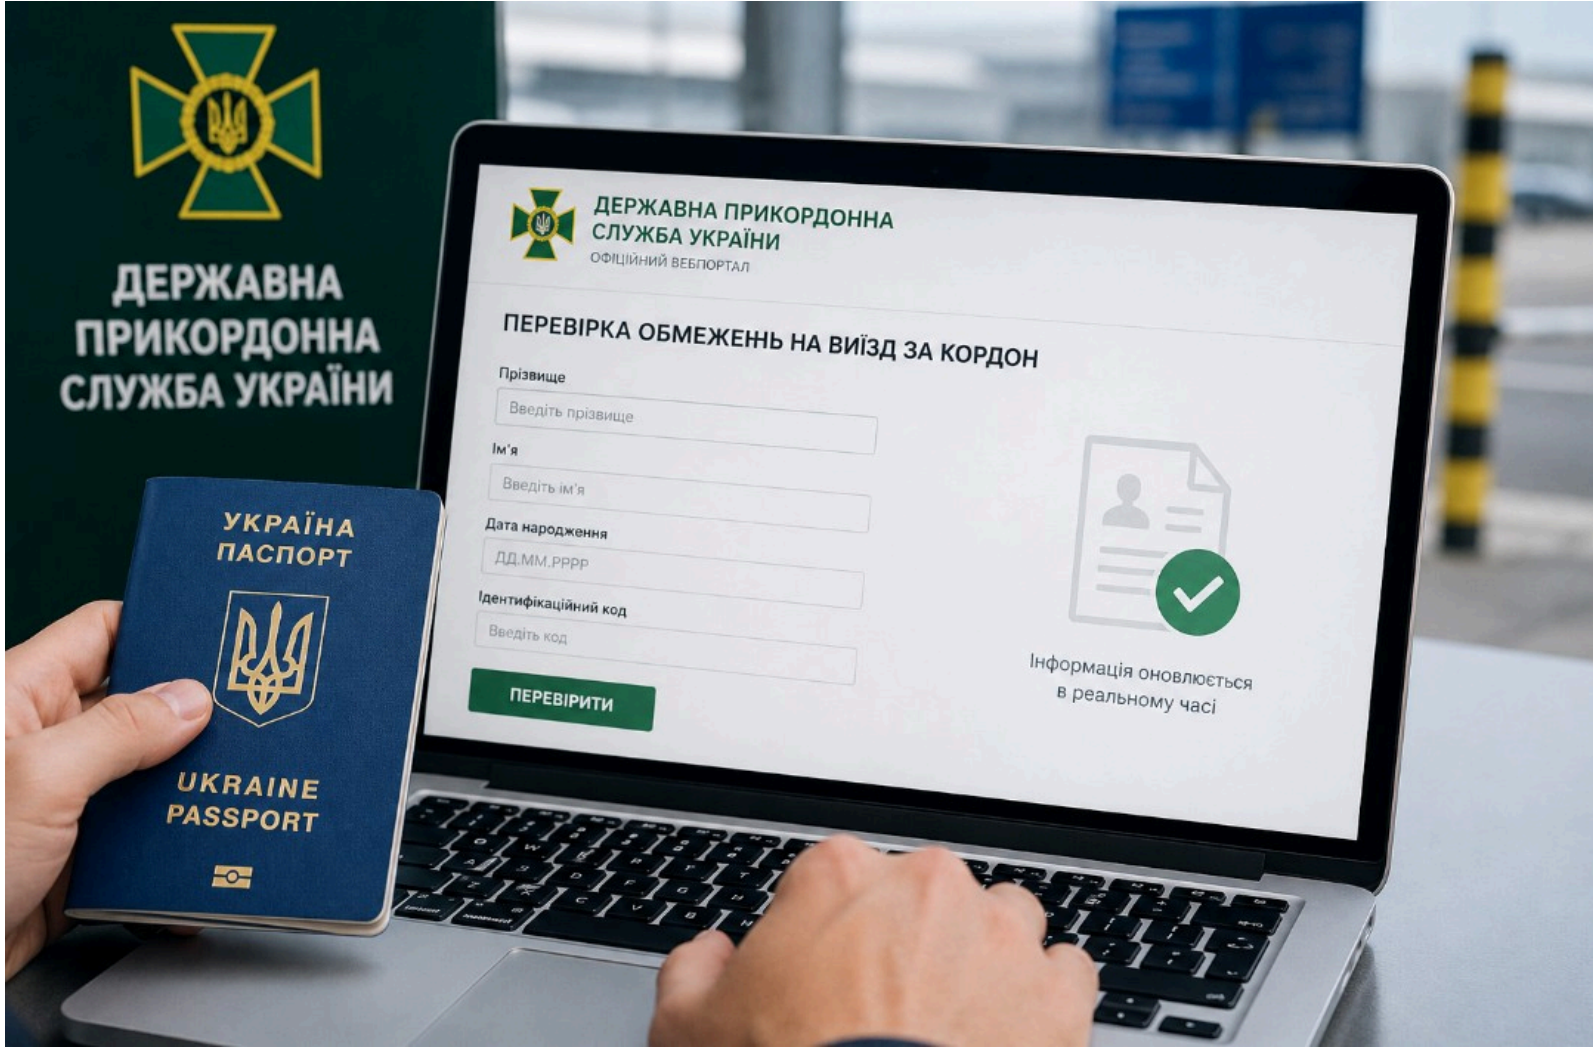 ДЕРЖАВНА
ПРИКОРДОННА
СЛУЖБА УКРАЇНИ
ДЕРЖАВНА ПРИКОРДОННА
СЛУЖБА УКРАЇНИ
ОФІЦІЙНИЙ ВЕБПОРТАЛ
ПЕРЕВІРКА ОБМЕЖЕНЬ НА ВИЇЗД ЗА КОРДОН
Прізвище
Введіть прізвище
Ім'я
Введіть ім'я
Дата народження
ДД.ММ.РРРР
Ідентифікаційний код
Введіть код
ПЕРЕВІРИТИ
Інформація оновлюється
в реальному часі
УКРАЇНА
ПАСПОРТ
UKRAINE
PASSPORT